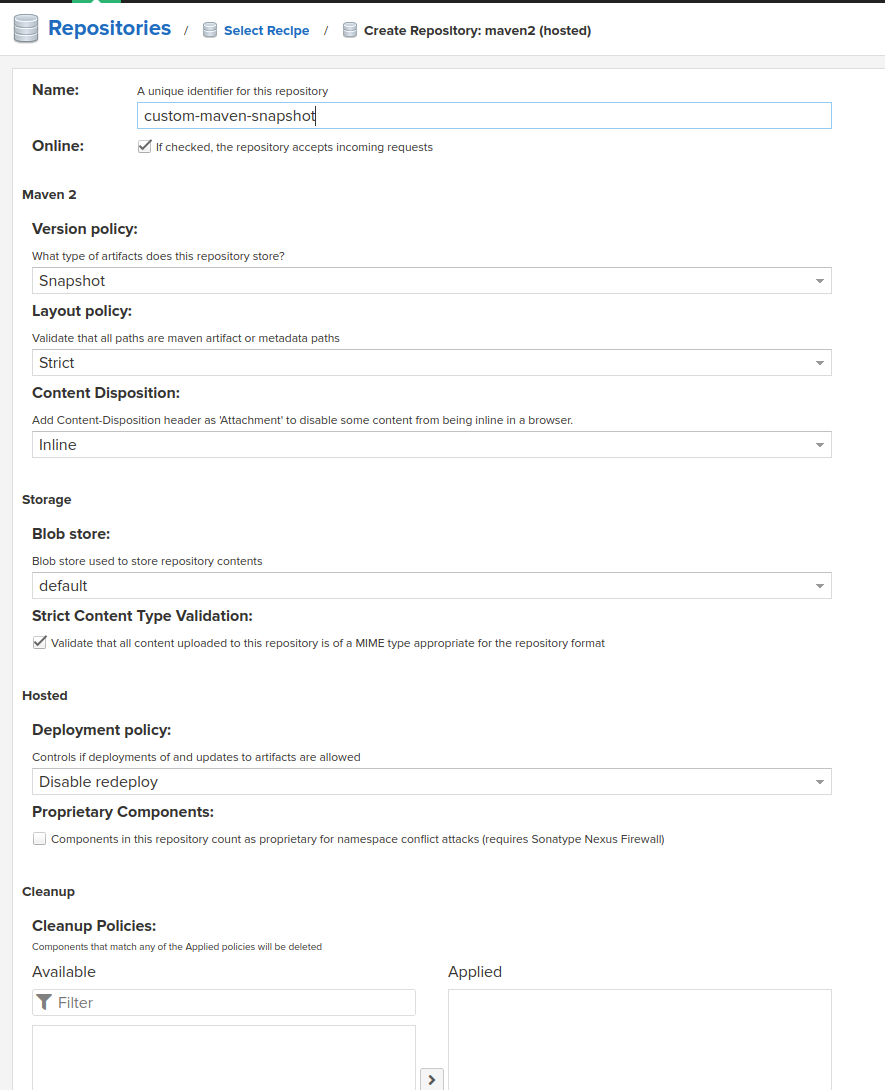 Repositories / Select Recipe / Create Repository: maven2 (hosted)
Name: A unique identifier for this repository
custom-maven-snapshot
Online: If checked, the repository accepts incoming requests
Maven 2
Version policy:
What type of artifacts does this repository store?
Snapshot
Layout policy:
Validate that all paths are maven artifact or metadata paths
Strict
Content Disposition:
Add Content-Disposition header as 'Attachment' to disable some content from being inline in a browser.
Inline
Storage
Blob store:
Blob store used to store repository contents
default
Strict Content Type Validation:
Validate that all content uploaded to this repository is of a MIME type appropriate for the repository format
Hosted
Deployment policy:
Controls if deployments of and updates to artifacts are allowed
Disable redeploy
Proprietary Components:
Components in this repository count as proprietary for namespace conflict attacks (requires Sonatype Nexus Firewall)
Cleanup
Cleanup Policies:
Components that match any of the Applied policies will be deleted
Available Applied
Filter